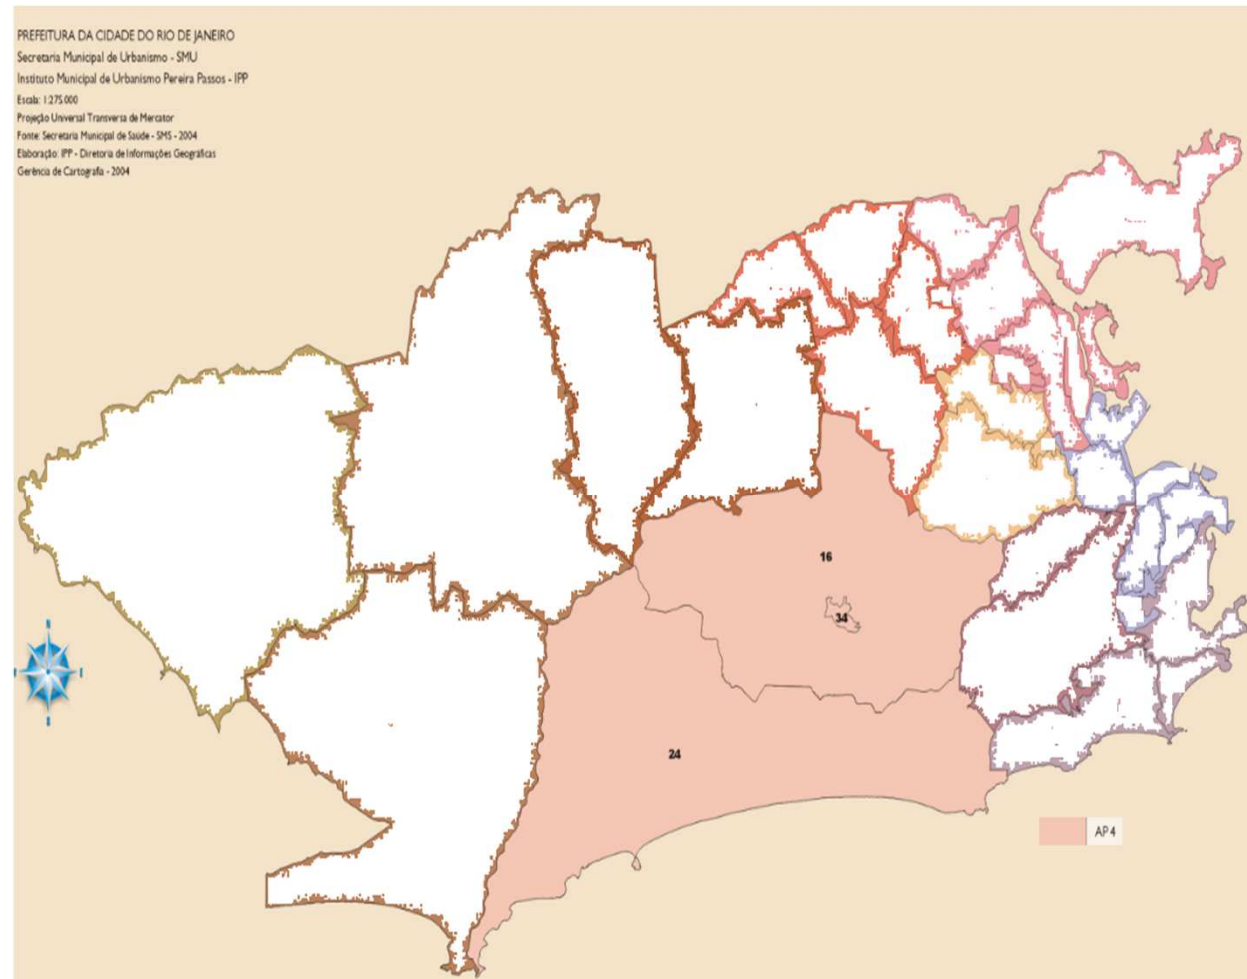 PREFEITURA DA CIDADE DO RIO DE JANEIRO
Secretaria Municipal de Urbanismo - SMU
Instituto Municipal de Urbanismo Pereira Passos - IPP
Escala: 1:275.000
Projeção Universal Transversa de Mercator
Fonte: Secretaria Municipal de Saúde - SMS - 2004
Elaboração: IPP - Diretoria de Informações Geográficas
Gerência de Cartografia - 2004
16
34
24
AP 4